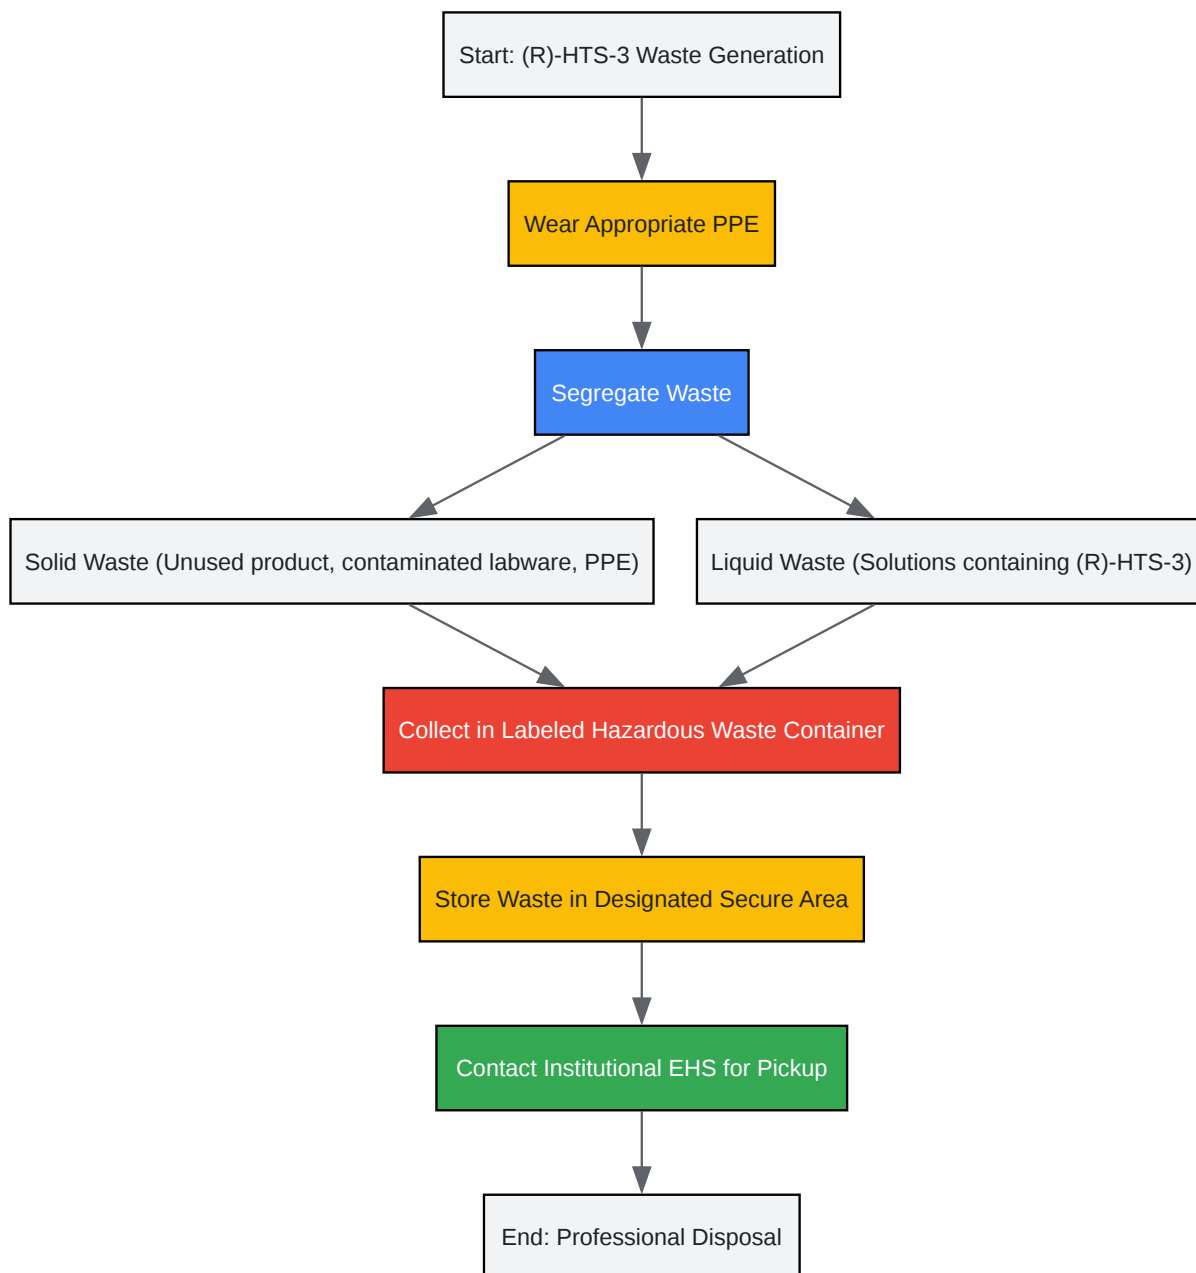 Start: (R)-HTS-3 Waste Generation
Wear Appropriate PPE
Segregate Waste
Solid Waste (Unused product, contaminated labware, PPE)
Liquid Waste (Solutions containing (R)-HTS-3)
Collect in Labeled Hazardous Waste Container
Store Waste in Designated Secure Area
Contact Institutional EHS for Pickup
End: Professional Disposal